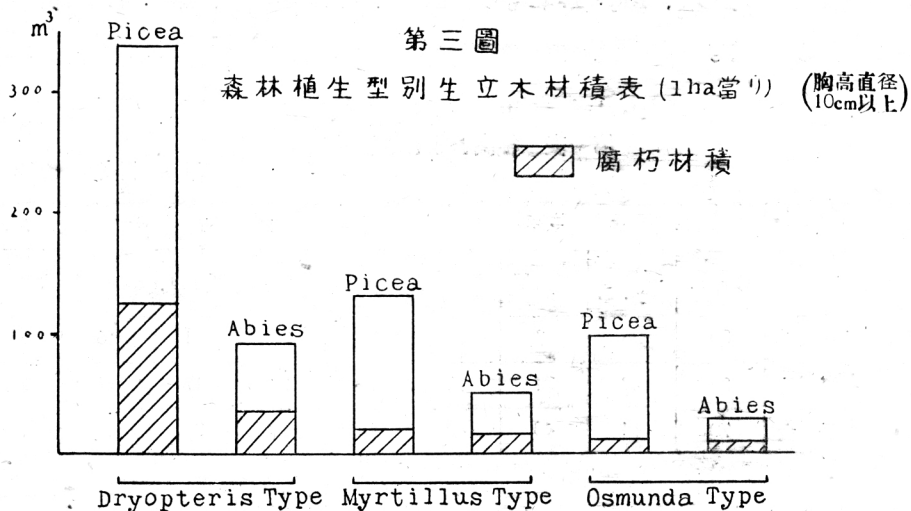 第三圖
森林植生型別生立木材積表(1ha當り) (胸高直径10cm以上)
腐朽材積
m³
300
200
100
Picea
Abies
Picea
Abies
Picea
Abies
Dryopteris Type Myrtillus Type Osmunda Type